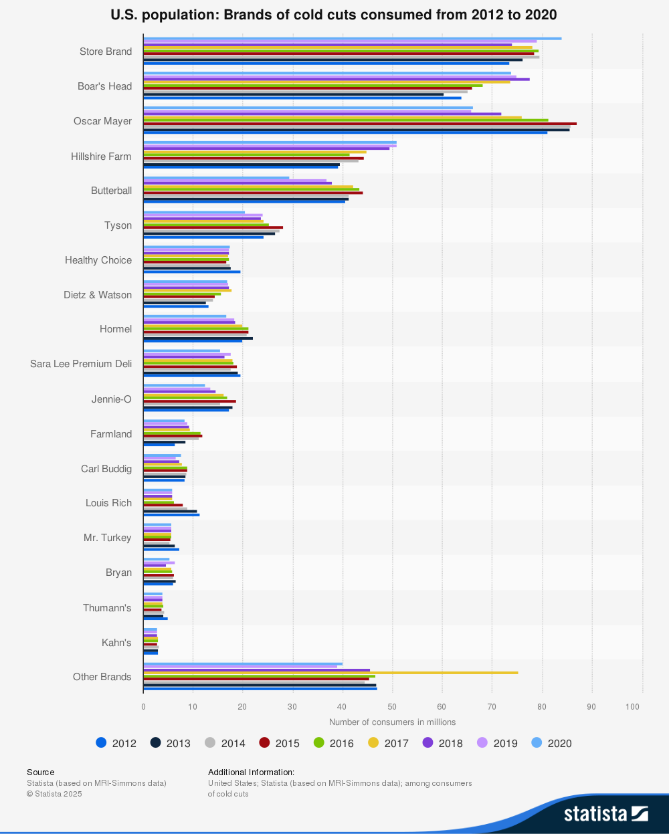 U.S. population: Brands of cold cuts consumed from 2012 to 2020
Store Brand
Boar's Head
Oscar Mayer
Hillshire Farm
Butterball
Tyson
Healthy Choice
Dietz & Watson
Hormel
Sara Lee Premium Deli
Jennie-O
Farmland
Carl Buddig
Louis Rich
Mr. Turkey
Bryan
Thumann's
Kahn's
Other Brands
0 10 20 30 40 50 60 70 80 90 100
Number of consumers in millions
2012 2013 2014 2015 2016 2017 2018 2019 2020
Source
Statista (based on MRI-Simmons data)
© Statista 2025
Additional Information:
United States; Statista (based on MRI-Simmons data); among consumers
of cold cuts
statista